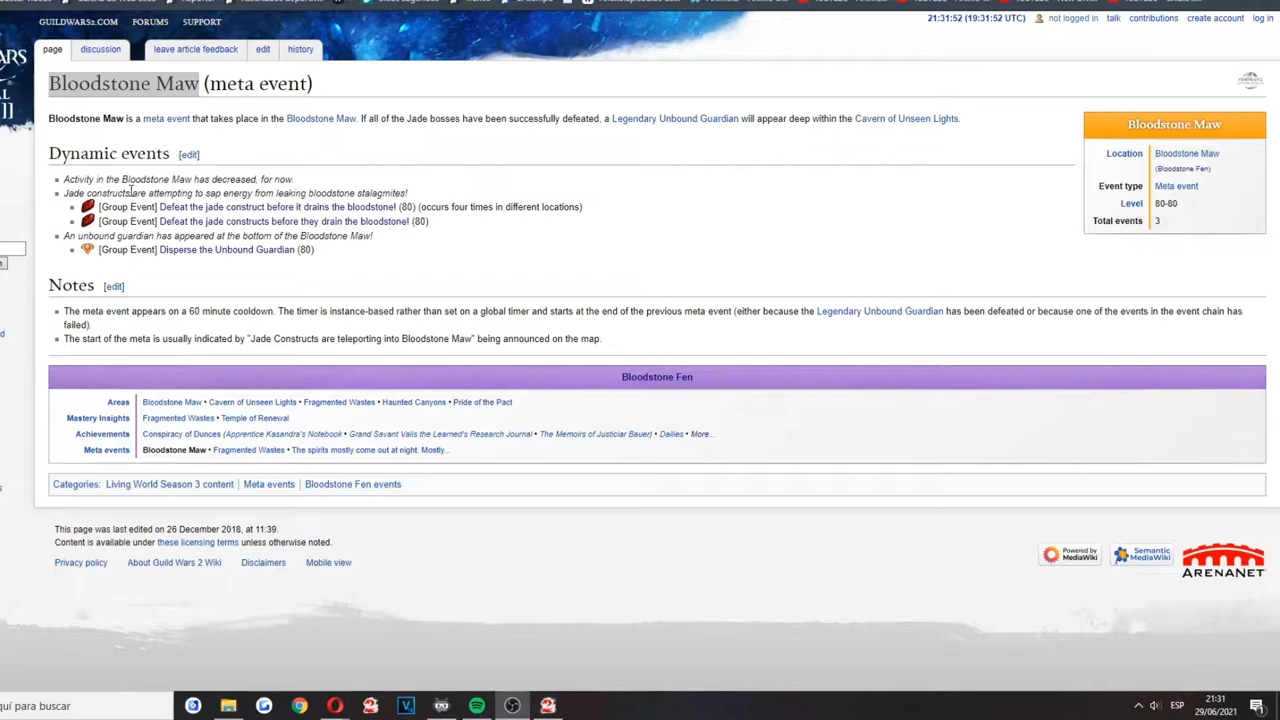 GUILDWARS2.COM FORUMS SUPPORT
21:31:52 (19:31:52 UTC) not logged in talk contributions create account log in
page discussion leave article feedback edit history
Bloodstone Maw (meta event)
Bloodstone Maw is a meta event that takes place in the Bloodstone Maw. If all of the Jade bosses have been successfully defeated, a Legendary Unbound Guardian will appear deep within the Cavern of Unseen Lights.
Bloodstone Maw
Location Bloodstone Maw
(Bloodstone Fen)
Event type Meta event
Level 80-80
Total events 3
Dynamic events [edit]
Activity in the Bloodstone Maw has decreased, for now.
Jade constructs are attempting to sap energy from leaking bloodstone stalagmites!
[Group Event] Defeat the jade construct before it drains the bloodstone! (80) (occurs four times in different locations)
[Group Event] Defeat the jade constructs before they drain the bloodstone! (80)
An unbound guardian has appeared at the bottom of the Bloodstone Maw!
[Group Event] Disperse the Unbound Guardian (80)
Notes [edit]
The meta event appears on a 60 minute cooldown. The timer is instance-based rather than set on a global timer and starts at the end of the previous meta event (either because the Legendary Unbound Guardian has been defeated or because one of the events in the event chain has
failed).
The start of the meta is usually indicated by "Jade Constructs are teleporting into Bloodstone Maw" being announced on the map.
Bloodstone Fen
Areas Bloodstone Maw • Cavern of Unseen Lights • Fragmented Wastes • Haunted Canyons • Pride of the Pact
Mastery Insights Fragmented Wastes • Temple of Renewal
Achievements Conspiracy of Dunces (Apprentice Kasandra's Notebook • Grand Savant Valis the Learned's Research Journal • The Memoirs of Justiciar Bauer) • Dailies • More...
Meta events Bloodstone Maw • Fragmented Wastes • The spirits mostly come out at night. Mostly...
Categories: Living World Season 3 content Meta events Bloodstone Fen events
This page was last edited on 26 December 2018, at 11:39.
Content is available under these licensing terms unless otherwise noted.
Privacy policy About Guild Wars 2 Wiki Disclaimers Mobile view
Powered by MediaWiki
Semantic MediaWiki
ARENANET
quí para buscar
ESP
21:31
29/06/2021